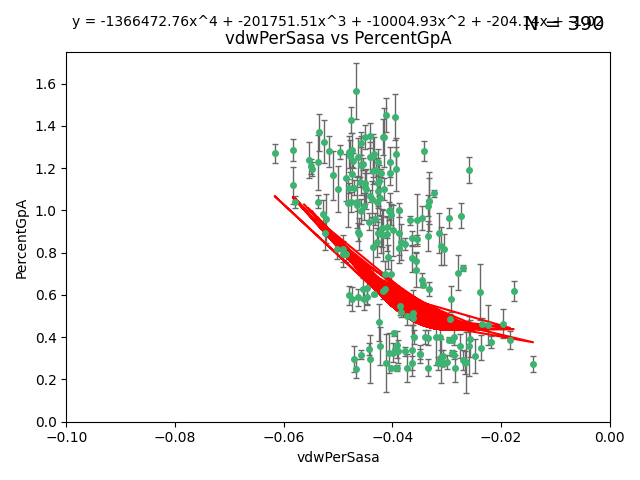 y = -1366472.76x^4 + -201751.51x^3 + -10004.93x^2 + -204.14x +
N = 390
vdwPerSasa vs PercentGpA
PercentGpA
1.6
1.4
1.2
1.0
0.8
0.6
0.4
0.2
0.0
−0.10 −0.08 −0.06 −0.04 −0.02 0.00
vdwPerSasa